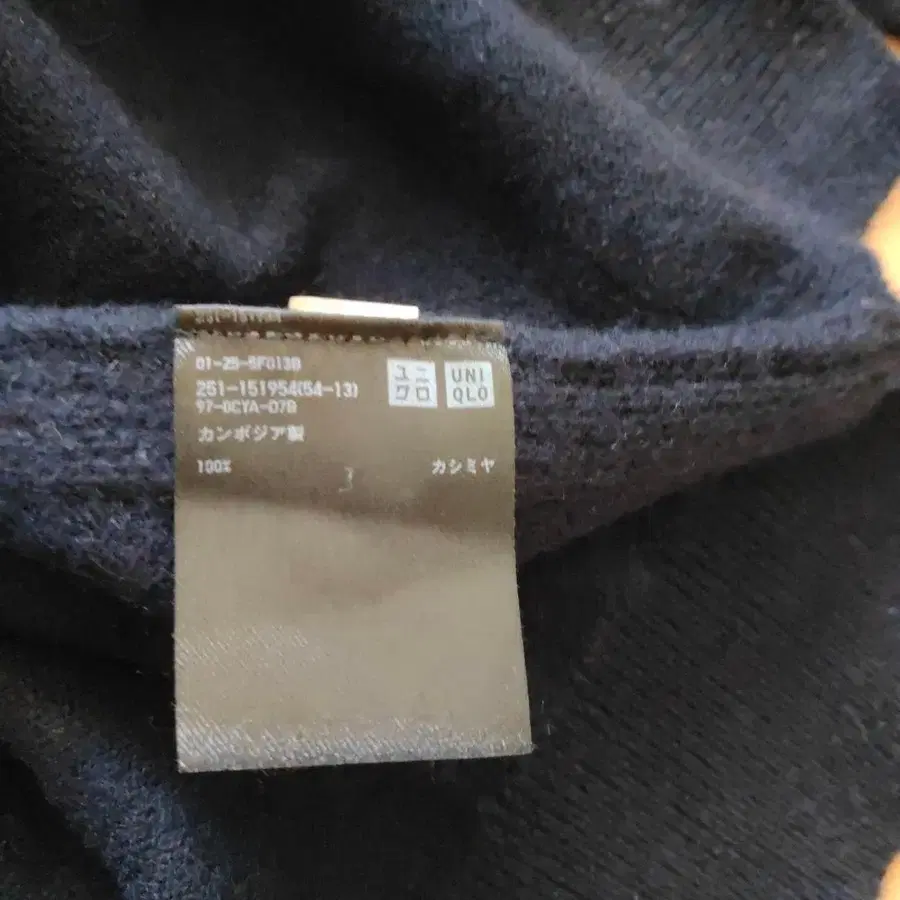 01-25-SF013B
251-151954(54-13)
97-GCYA-07B
カンボジア製
100% カシミヤ
ユニ
クロ
UNI
QLO